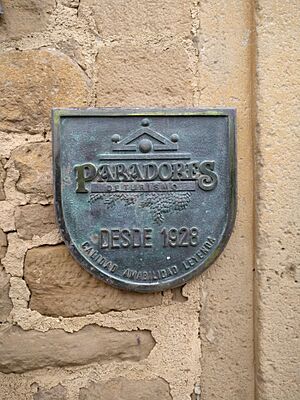 PARADORES
DE TURISMO
DESDE 1928
CALIDAD AMABILIDAD LEYENDA